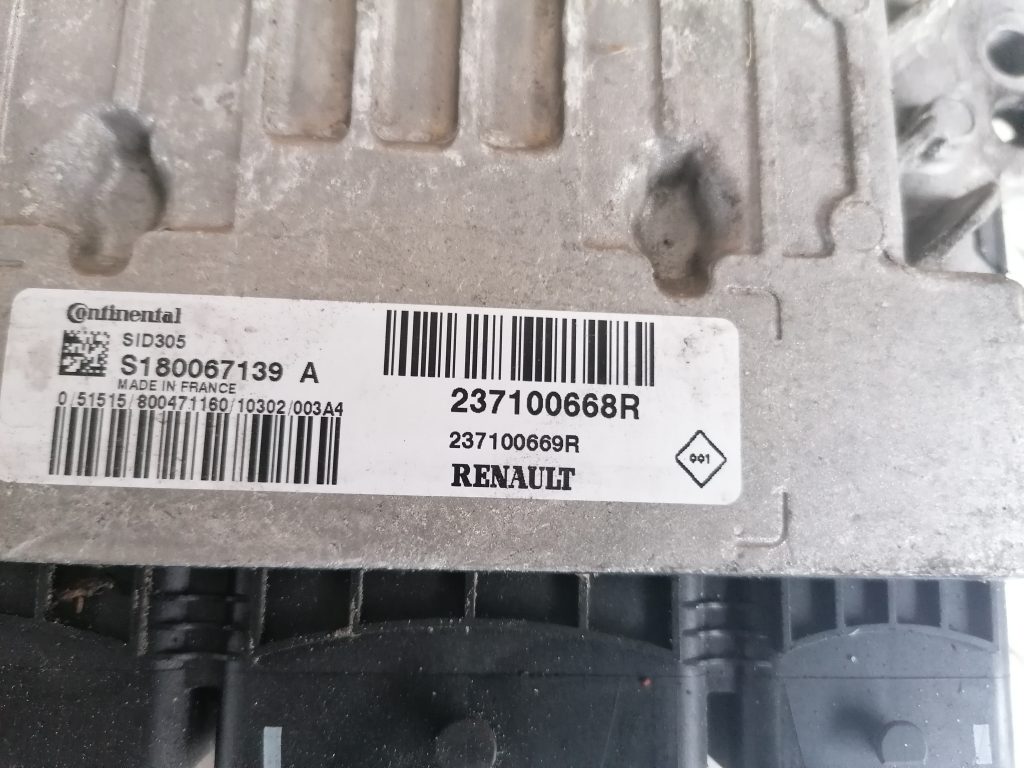 Continental
SID305
S180067139 A
MADE IN FRANCE
0/51515/800471160/10302/003A4
237100668R
237100669R
RENAULT